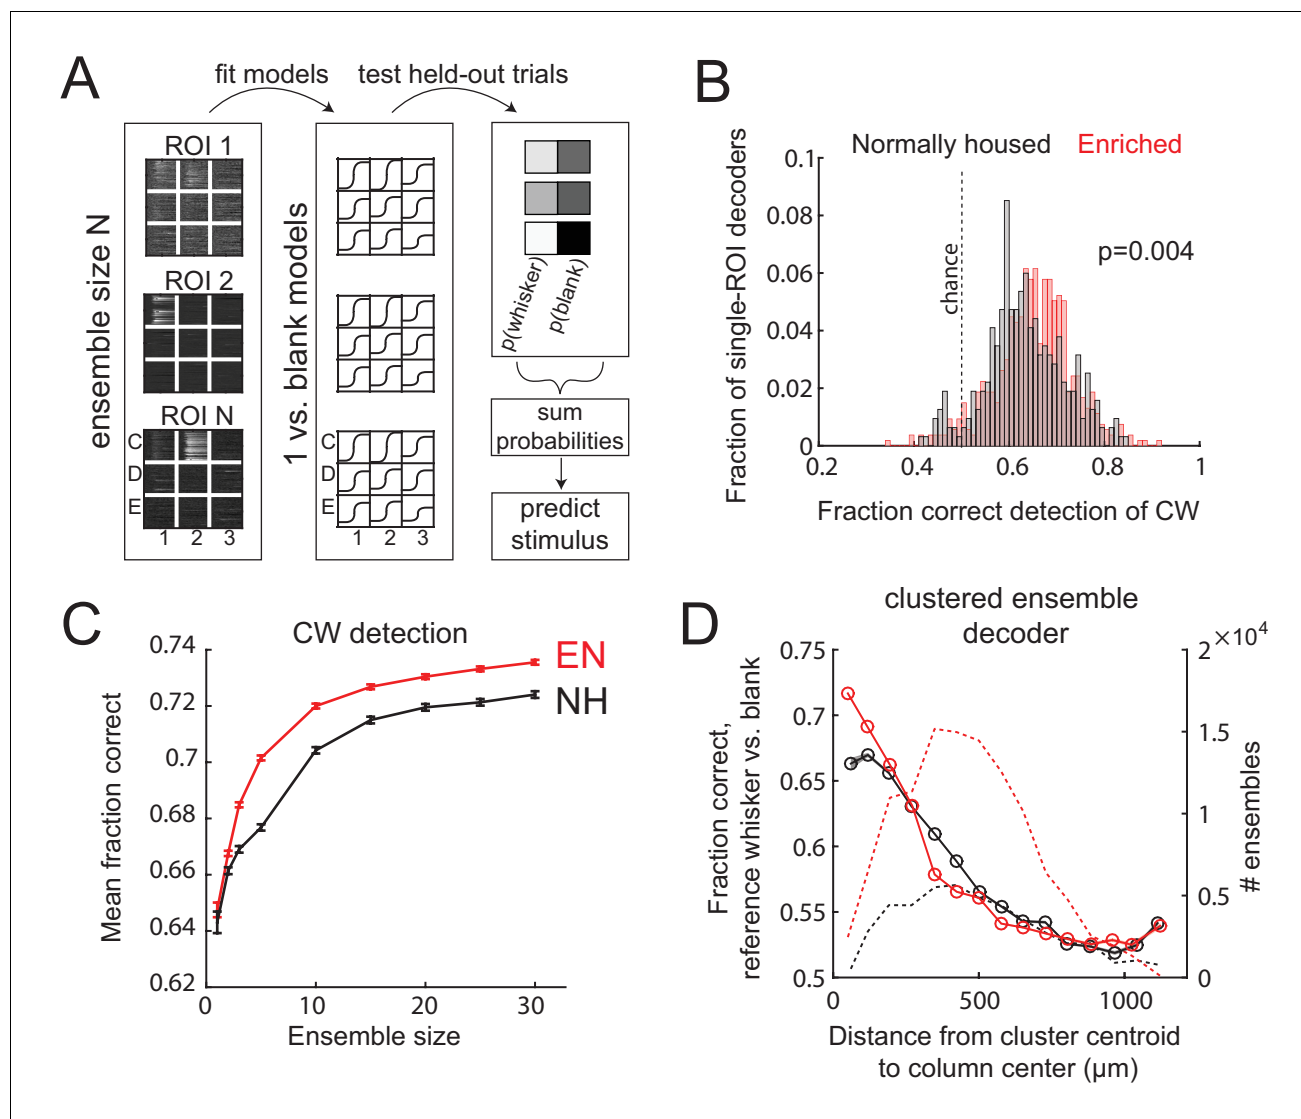 A
fit models
test held-out trials
ensemble size N
ROI 1
ROI 2
ROI N
C
D
E
1 2 3
1 vs. blank models
C
D
E
1 2 3
p(whisker)
p(blank)
sum
probabilities
predict
stimulus
B
Normally housed
Enriched
Fraction of single-ROI decoders
0.1
0.08
0.06
0.04
0.02
0
chance
p=0.004
0.2 0.4 0.6 0.8 1
Fraction correct detection of CW
C
CW detection
Mean fraction correct
0.74
0.72
0.7
0.68
0.66
0.64
0.62
EN
NH
0 10 20 30
Ensemble size
D
clustered ensemble
decoder
Fraction correct,
reference whisker vs. blank
0.75
0.7
0.65
0.6
0.55
0.5
2×10⁴
1.5
1
0.5
0
# ensembles
0 500 1000
Distance from cluster centroid
to column center (µm)